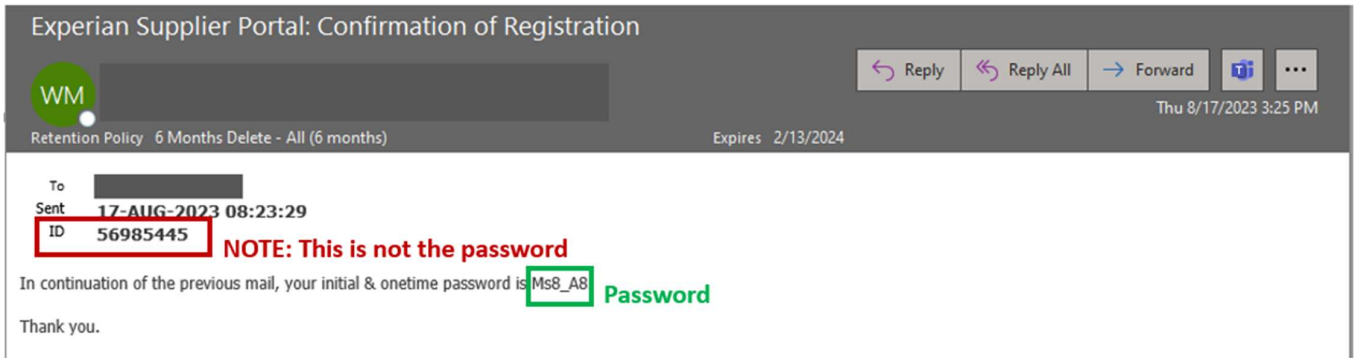 Experian Supplier Portal: Confirmation of Registration
WM
Reply
Reply All
Forward
Thu 8/17/2023 3:25 PM
Retention Policy 6 Months Delete - All (6 months)
Expires 2/13/2024
To
Sent 17-AUG-2023 08:23:29
ID 56985445
NOTE: This is not the password
In continuation of the previous mail, your initial & onetime password is Ms8_A8
Password
Thank you.